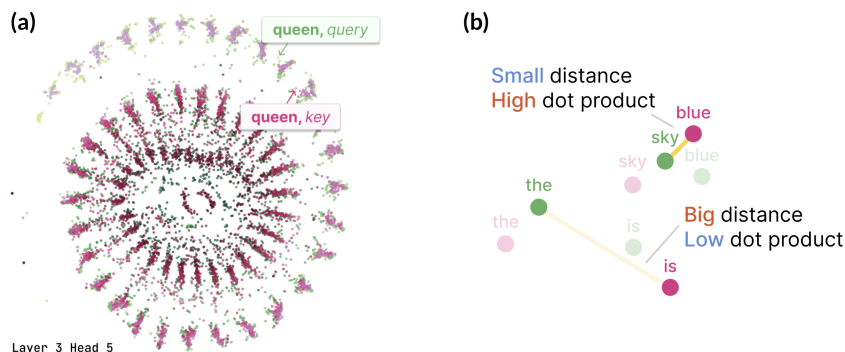 (a)
queen, query
queen, key
Layer 3 Head 5
(b)
Small distance
High dot product
blue
sky
sky
blue
the
the
is
Big distance
Low dot product
is